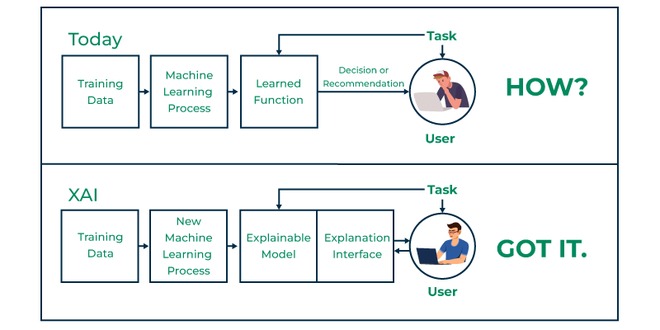 Today
Task
Training
Data
Machine
Learning
Process
Learned
Function
Decision or
Recommendation
HOW?
User
XAI
Task
Training
Data
New
Machine
Learning
Process
Explainable
Model
Explanation
Interface
GOT IT.
User